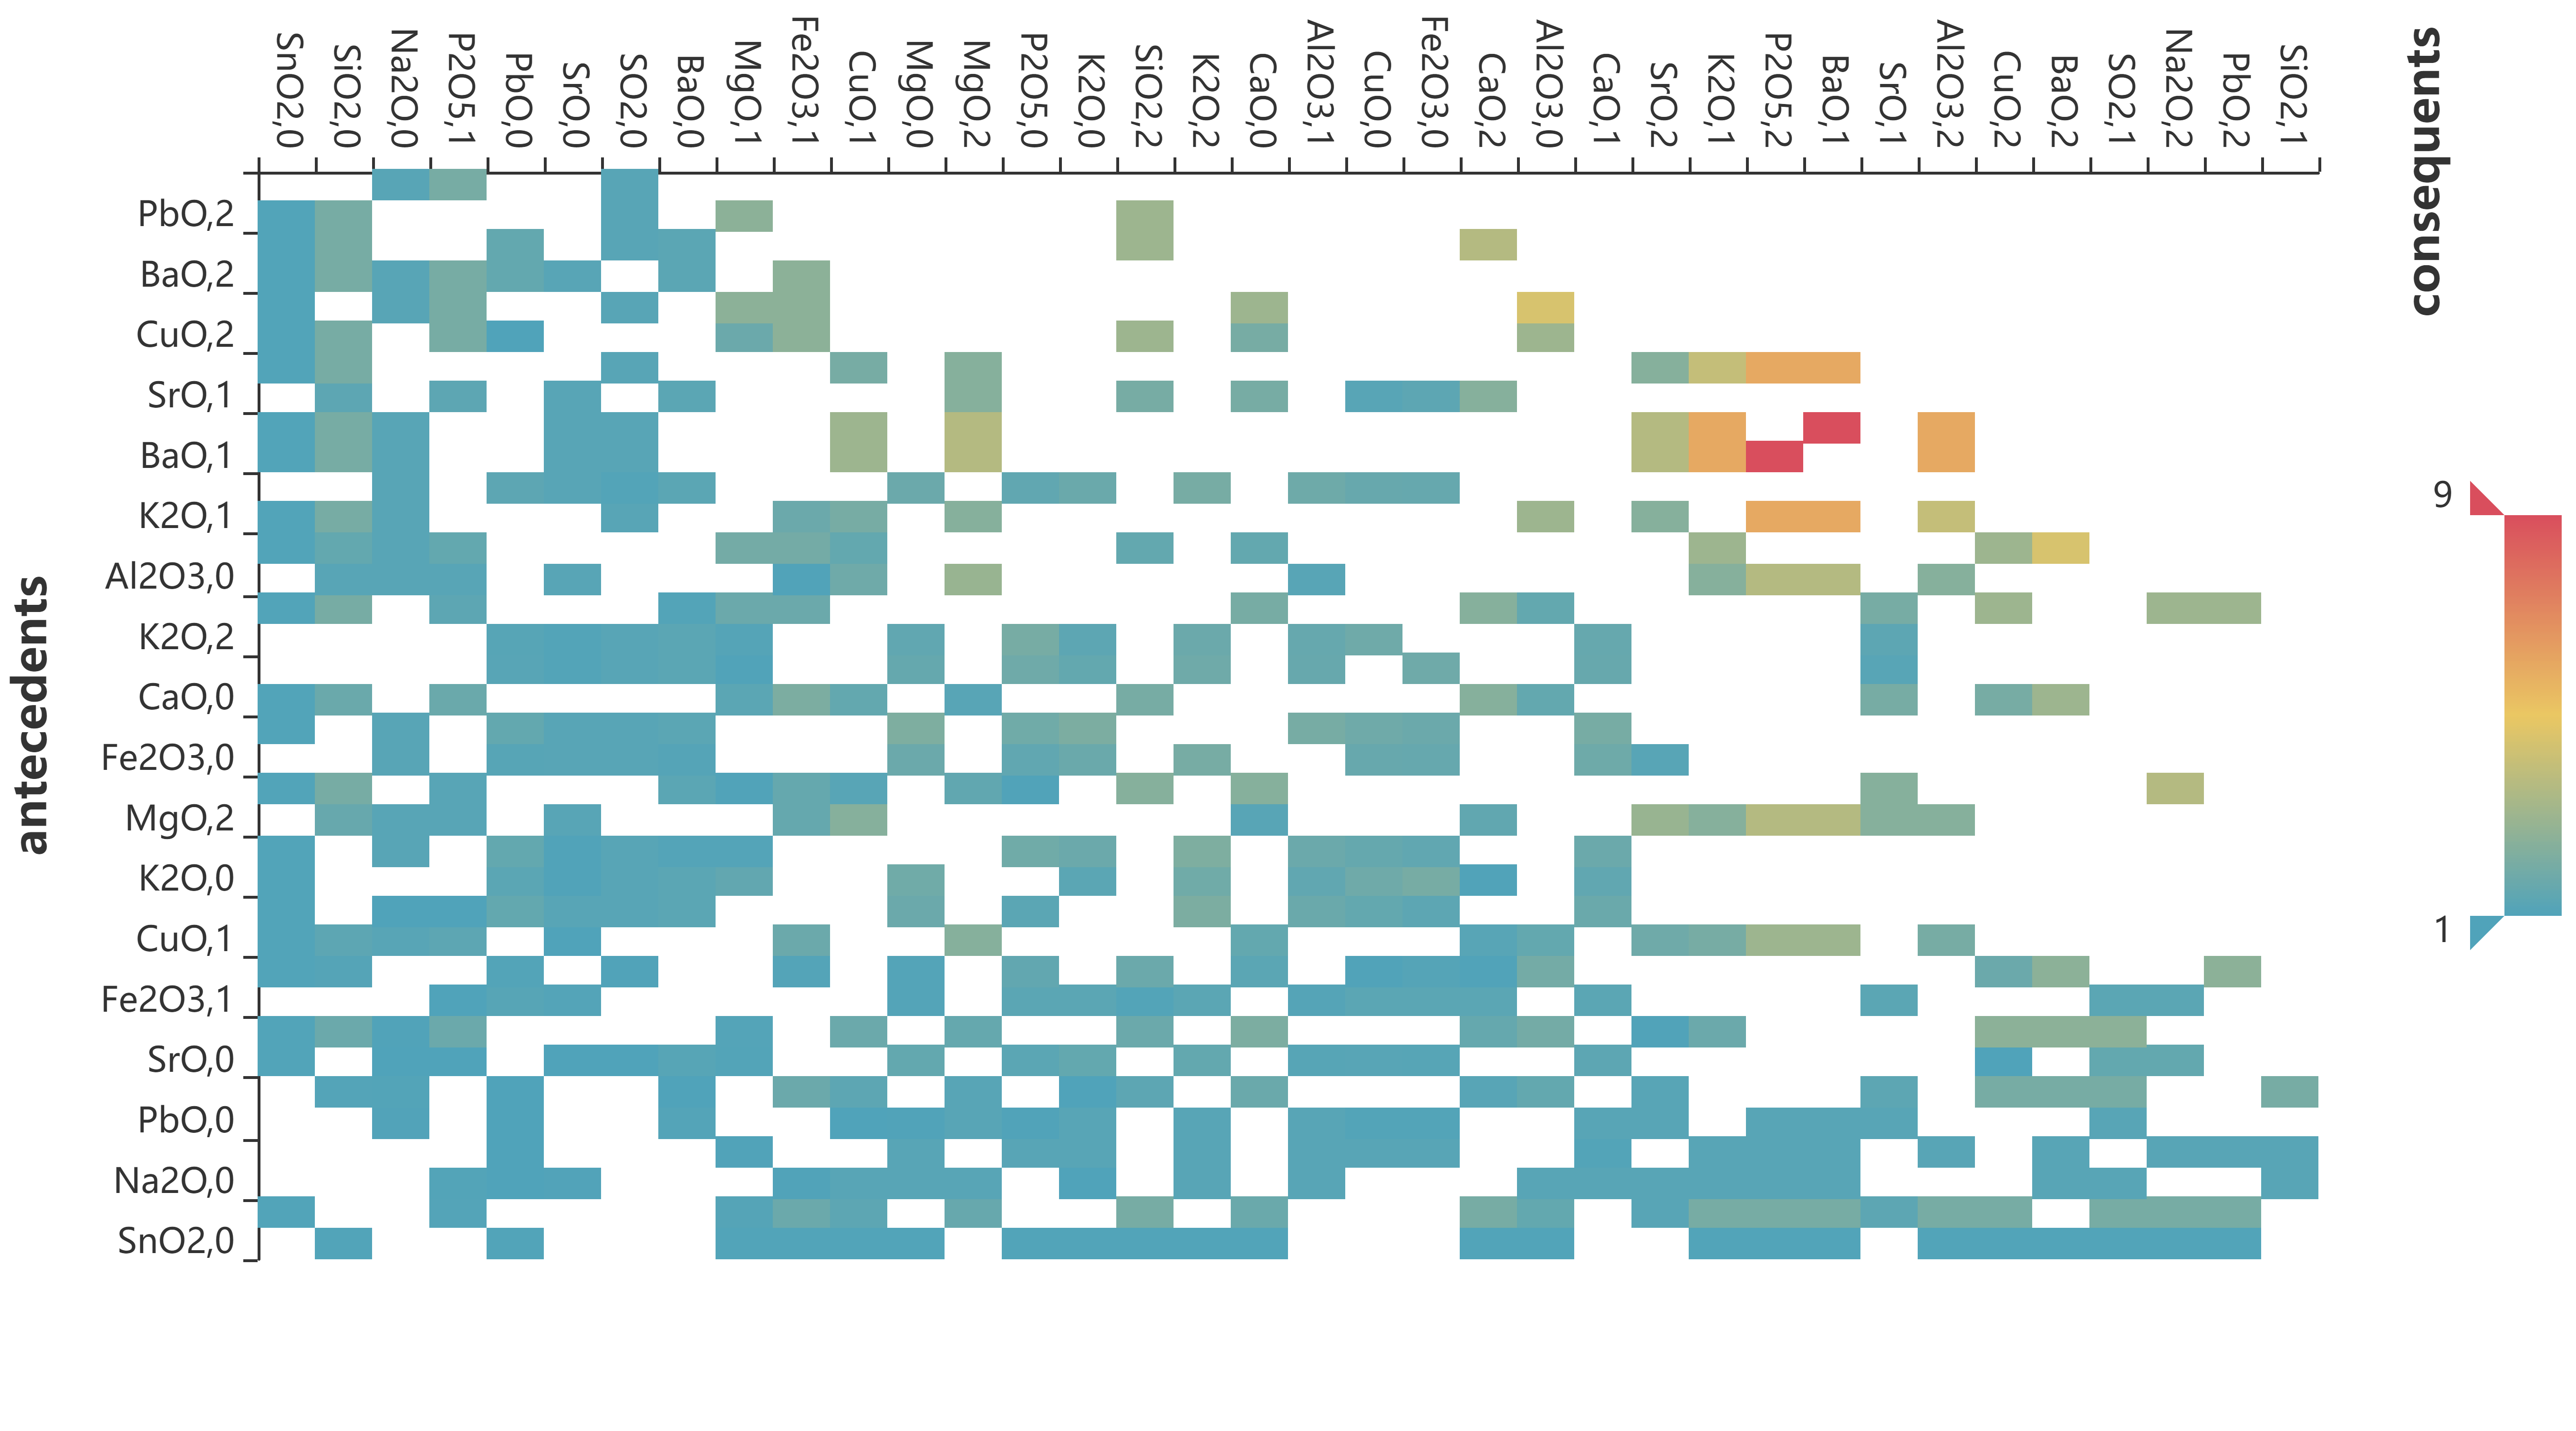 SnO2,0
SiO2,0
Na2O,0
P2O5,1
PbO,0
SrO,0
SO2,0
BaO,0
MgO,1
Fe2O3,1
CuO,1
MgO,0
MgO,2
P2O5,0
K2O,0
SiO2,2
K2O,2
CaO,0
Al2O3,1
CuO,0
Fe2O3,0
CaO,2
Al2O3,0
CaO,1
SrO,2
K2O,1
P2O5,2
BaO,1
SrO,1
Al2O3,2
CuO,2
BaO,2
SO2,1
Na2O,2
PbO,2
SiO2,1
consequents
PbO,2
BaO,2
CuO,2
SrO,1
BaO,1
K2O,1
Al2O3,0
K2O,2
CaO,0
Fe2O3,0
MgO,2
K2O,0
CuO,1
Fe2O3,1
SrO,0
PbO,0
Na2O,0
SnO2,0
antecedents
9
1